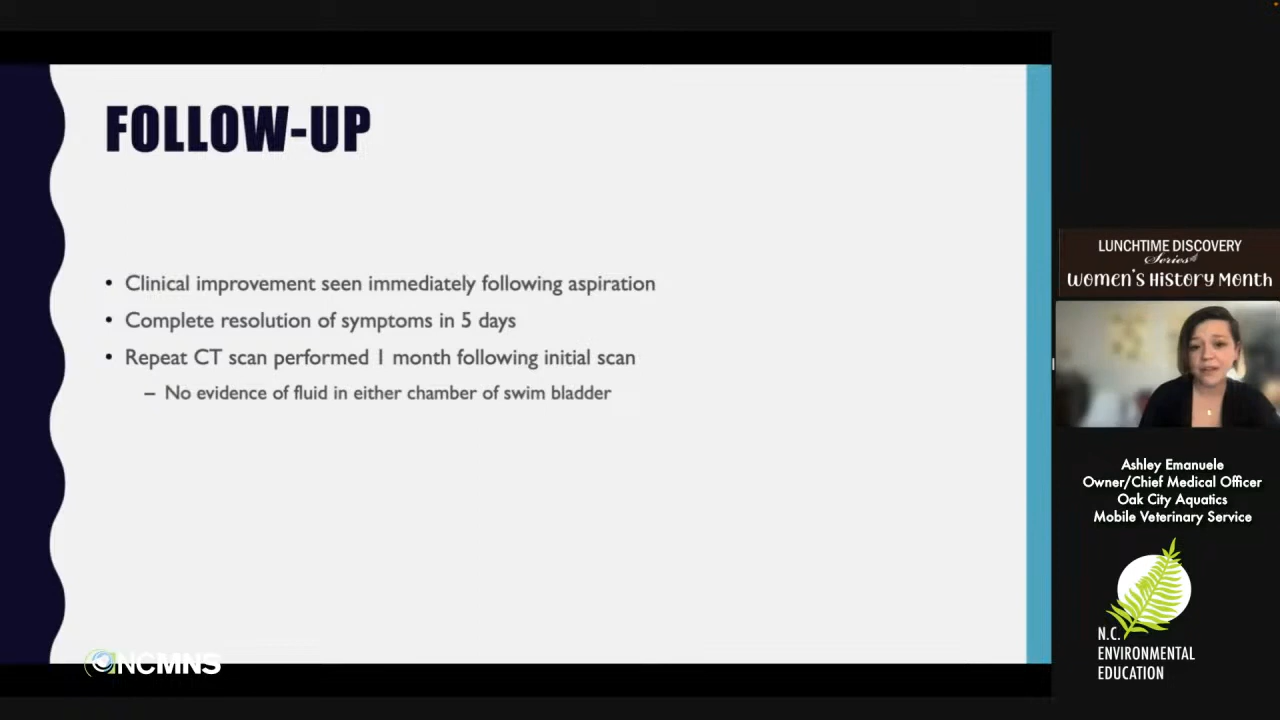 FOLLOW-UP
• Clinical improvement seen immediately following aspiration
• Complete resolution of symptoms in 5 days
• Repeat CT scan performed 1 month following initial scan
– No evidence of fluid in either chamber of swim bladder
NCMNS
LUNCHTIME DISCOVERY
Series
WOMEN'S HISTORY MONTH
Ashley Emanuele
Owner/Chief Medical Officer
Oak City Aquatics
Mobile Veterinary Service
N.C.
ENVIRONMENTAL
EDUCATION